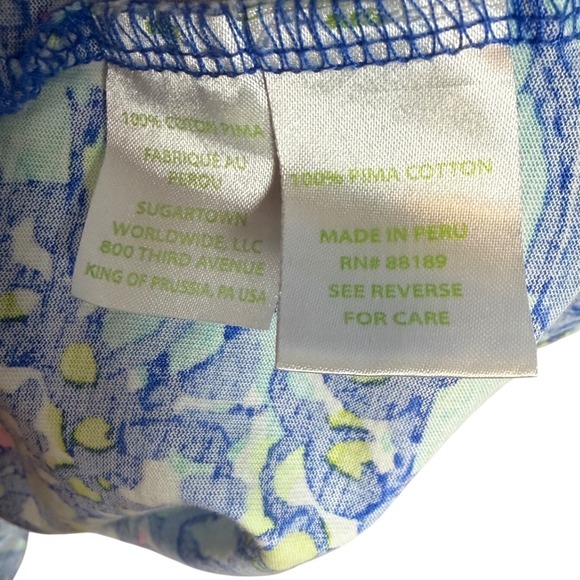 100% COTTON PIMA
FABRIQUE AU
PEROU
SUGARTOWN
WORLDWIDE, LLC
800 THIRD AVENUE
KING OF PRUSSIA, PA USA
100% PIMA COTTON
MADE IN PERU
RN# 88189
SEE REVERSE
FOR CARE